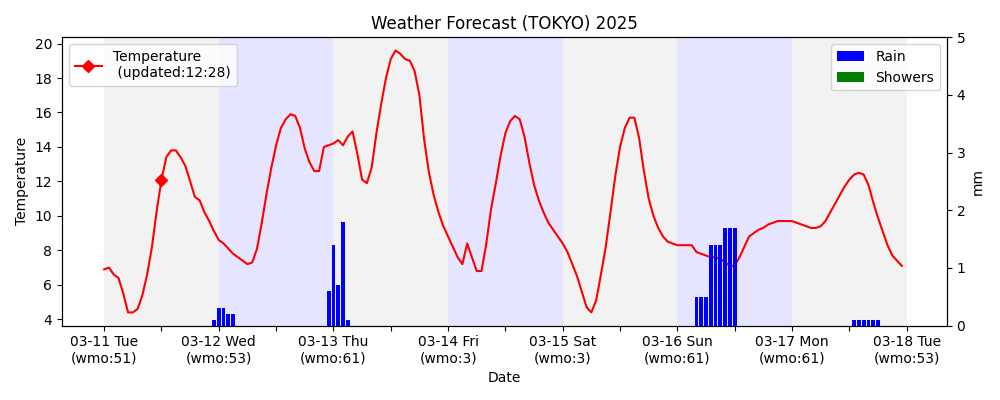 Weather Forecast (TOKYO) 2025
Temperature
(updated:12:28)
Rain
Showers
Temperature
20
18
16
14
12
10
8
6
4
5
4
3
2
1
0
mm
03-11 Tue
(wmo:51)
03-12 Wed
(wmo:53)
03-13 Thu
(wmo:61)
03-14 Fri
(wmo:3)
03-15 Sat
(wmo:3)
03-16 Sun
(wmo:61)
03-17 Mon
(wmo:61)
03-18 Tue
(wmo:53)
Date